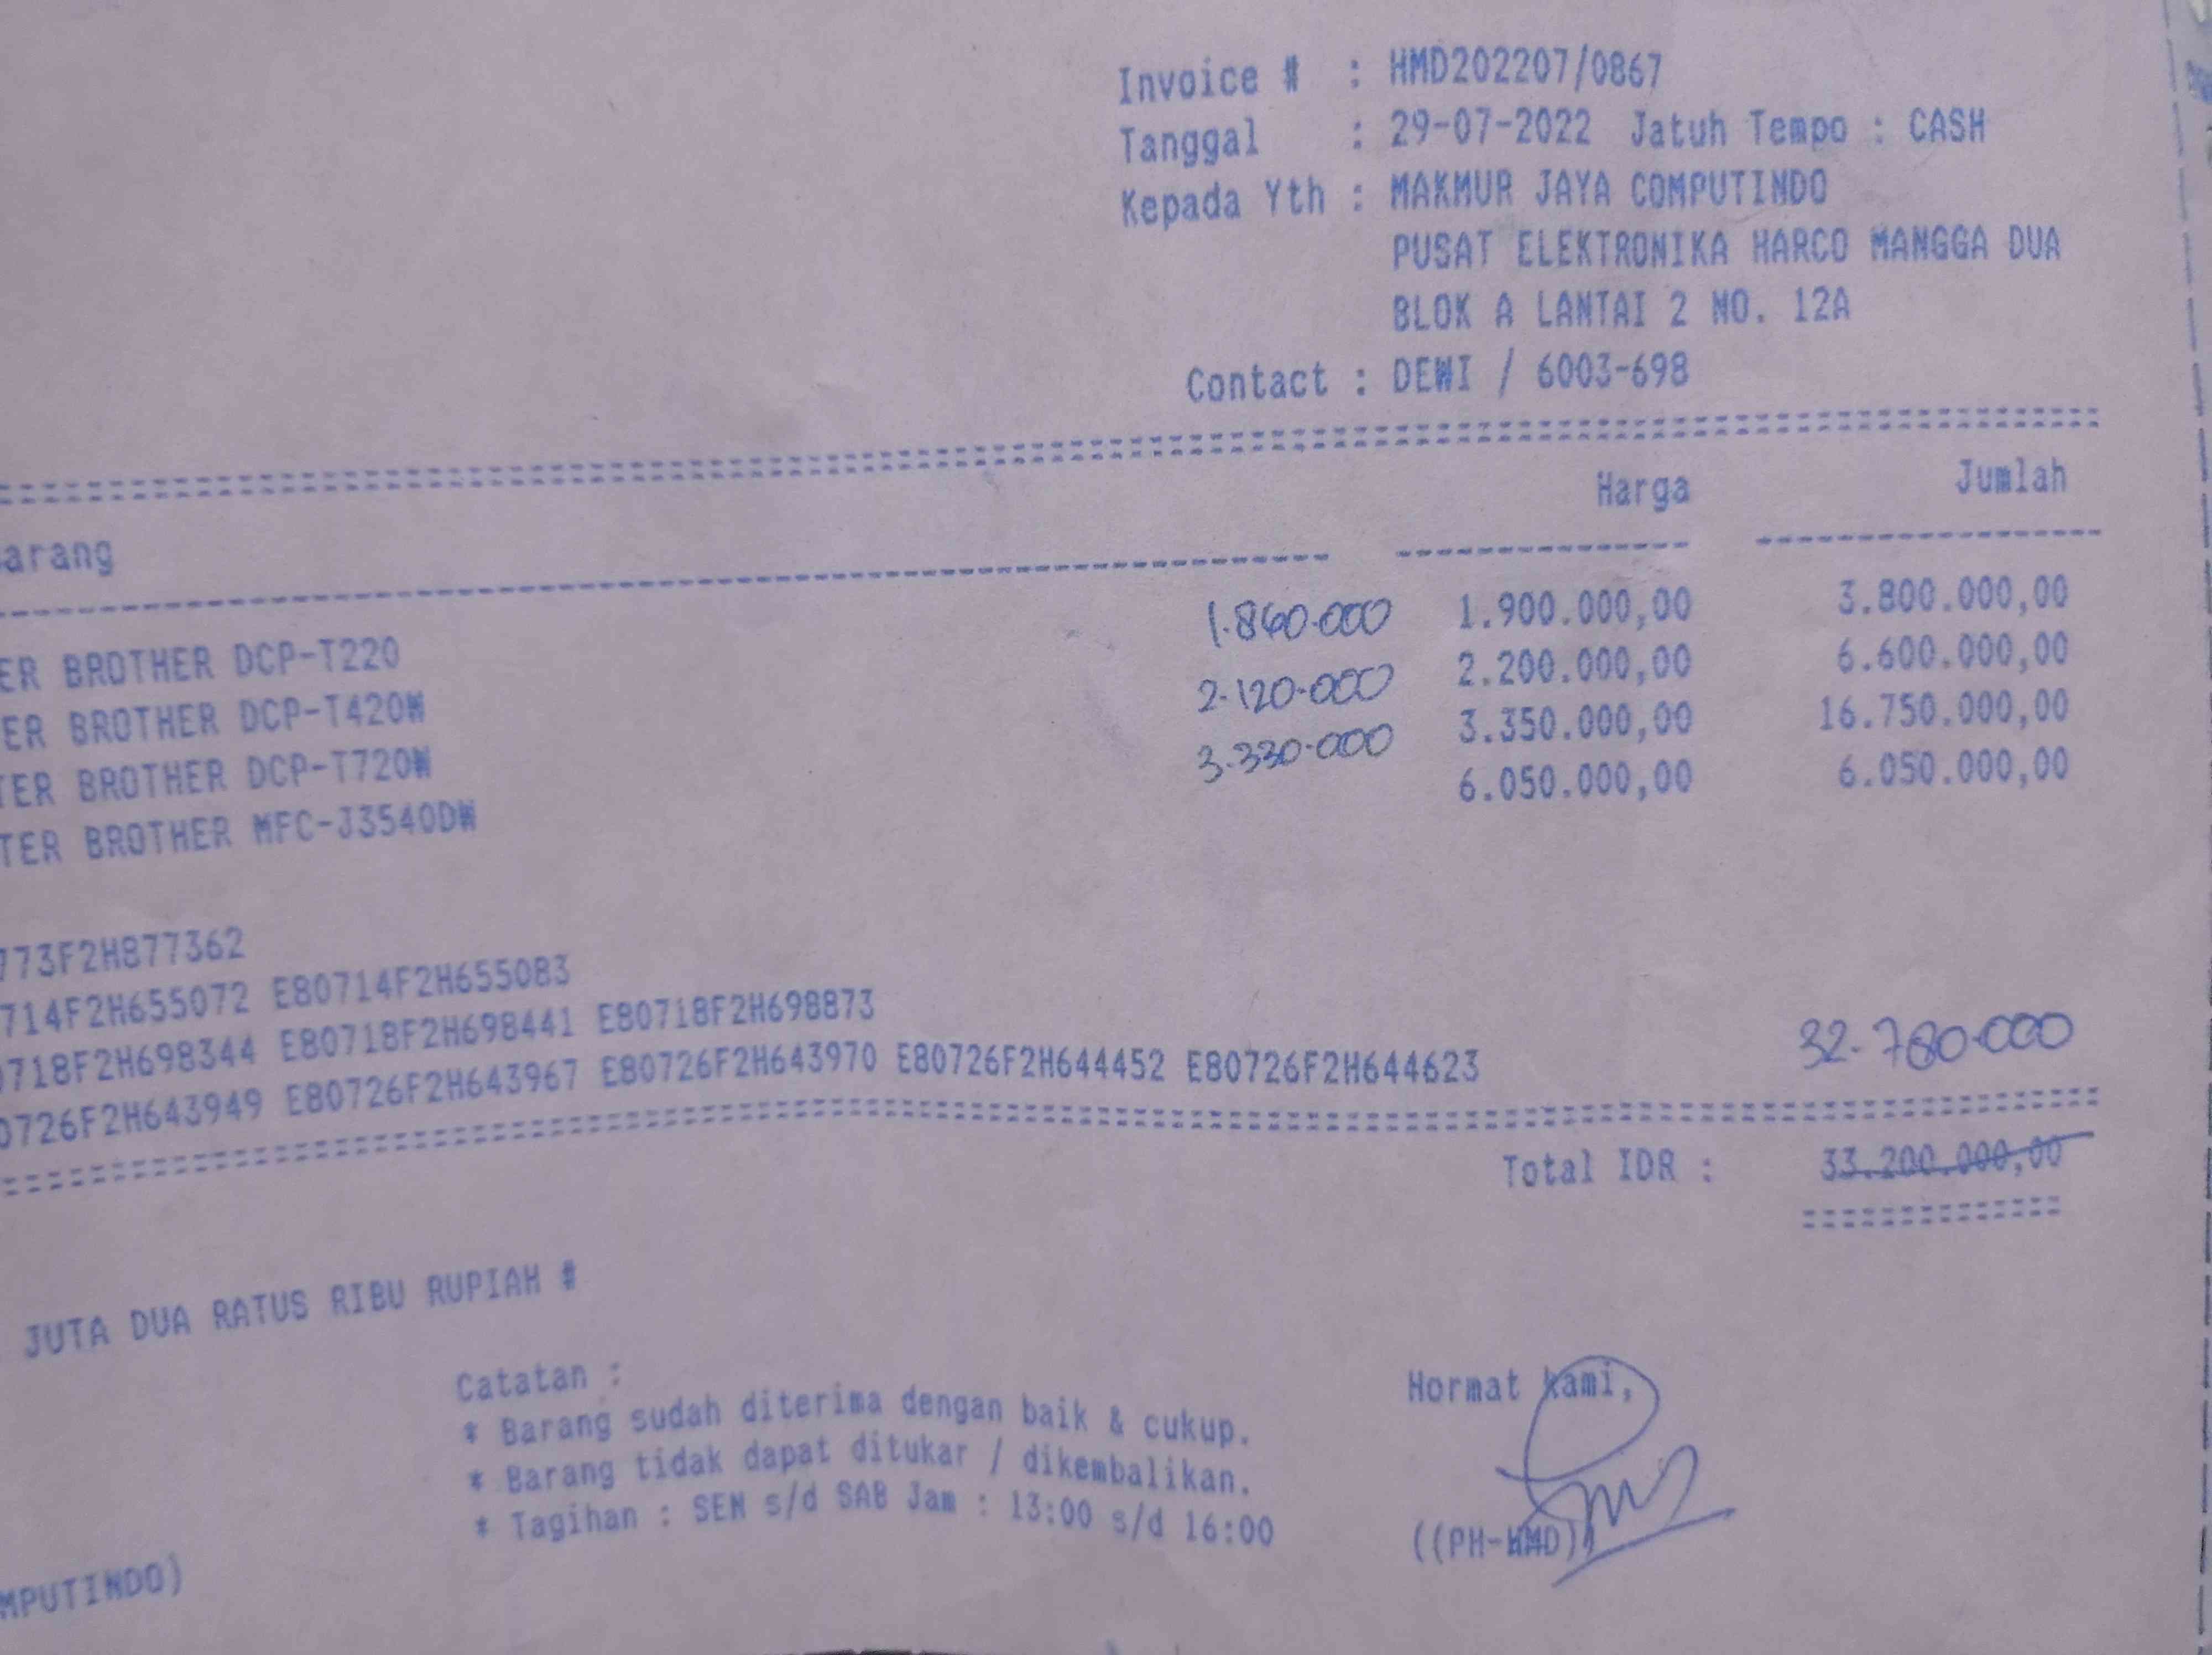 Invoice # : HMD202207/0867
Tanggal : 29-07-2022 Jatuh Tempo : CASH
Kepada Yth : MAKMUR JAYA COMPUTINDO
PUSAT ELEKTRONIKA HARCO MANGGA DUA
BLOK A LANTAI 2 NO. 12A
Contact : DEWI / 6003-698
arang Harga Jumlah
ER BROTHER DCP-T220 1.860.000 1.900.000,00 3.800.000,00
ER BROTHER DCP-T420W 2.120.000 2.200.000,00 6.600.000,00
TER BROTHER DCP-T720W 3.330.000 3.350.000,00 16.750.000,00
TER BROTHER MFC-J3540DW 6.050.000,00 6.050.000,00
773F2H877362
714F2H655072 E80714F2H655083
0718F2H698344 E80718F2H698441 E80718F2H698873
0726F2H643949 E80726F2H643967 E80726F2H643970 E80726F2H644452 E80726F2H644623
32.780.000
Total IDR : 33.200.000,00
JUTA DUA RATUS RIBU RUPIAH #
Catatan :
* Barang sudah diterima dengan baik & cukup.
* Barang tidak dapat ditukar / dikembalikan.
* Tagihan : SEN s/d SAB Jam : 13:00 s/d 16:00
Hormat kami,
((PH-HMD))
MPUTINDO)